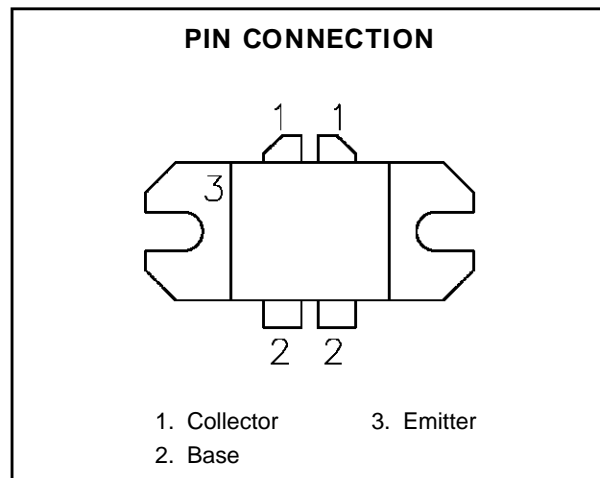 PIN CONNECTION
1 1
3
2 2
1. Collector 3. Emitter
2. Base